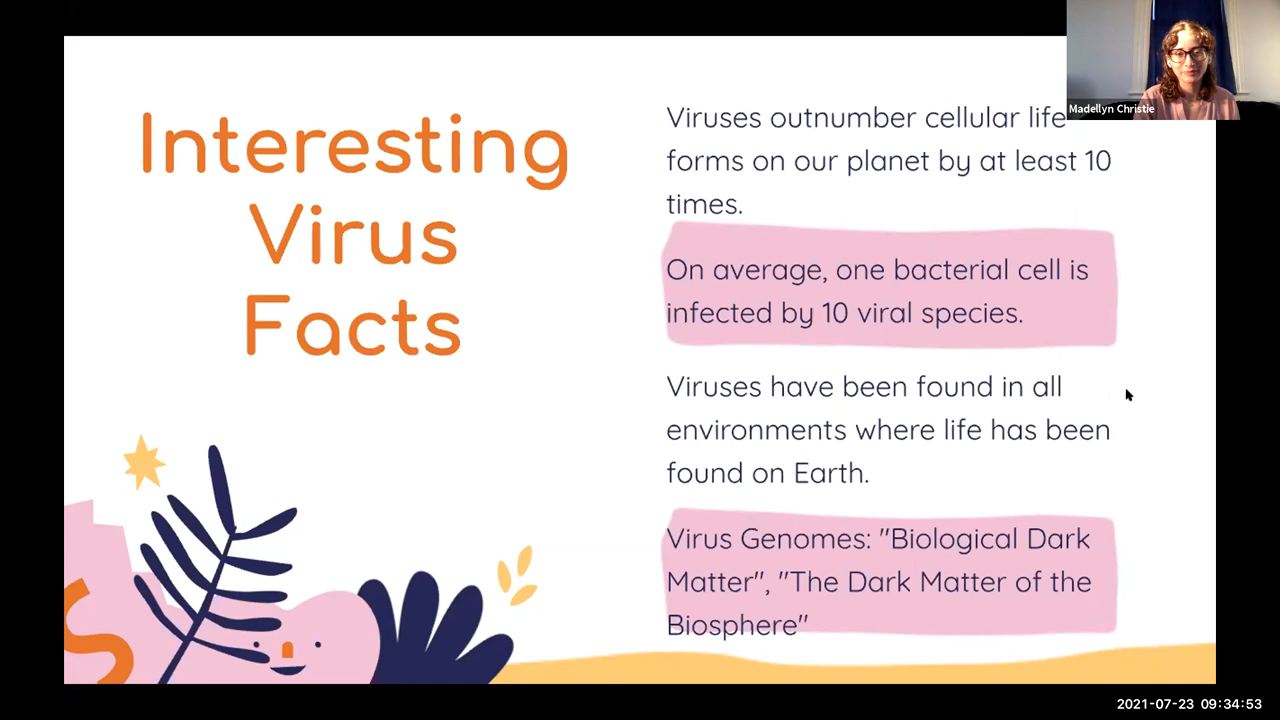 Interesting
Virus
Facts
Viruses outnumber cellular life
forms on our planet by at least 10
times.
On average, one bacterial cell is
infected by 10 viral species.
Viruses have been found in all
environments where life has been
found on Earth.
Virus Genomes: "Biological Dark
Matter", "The Dark Matter of the
Biosphere"
Madellyn Christie
S
2021-07-23 09:34:53